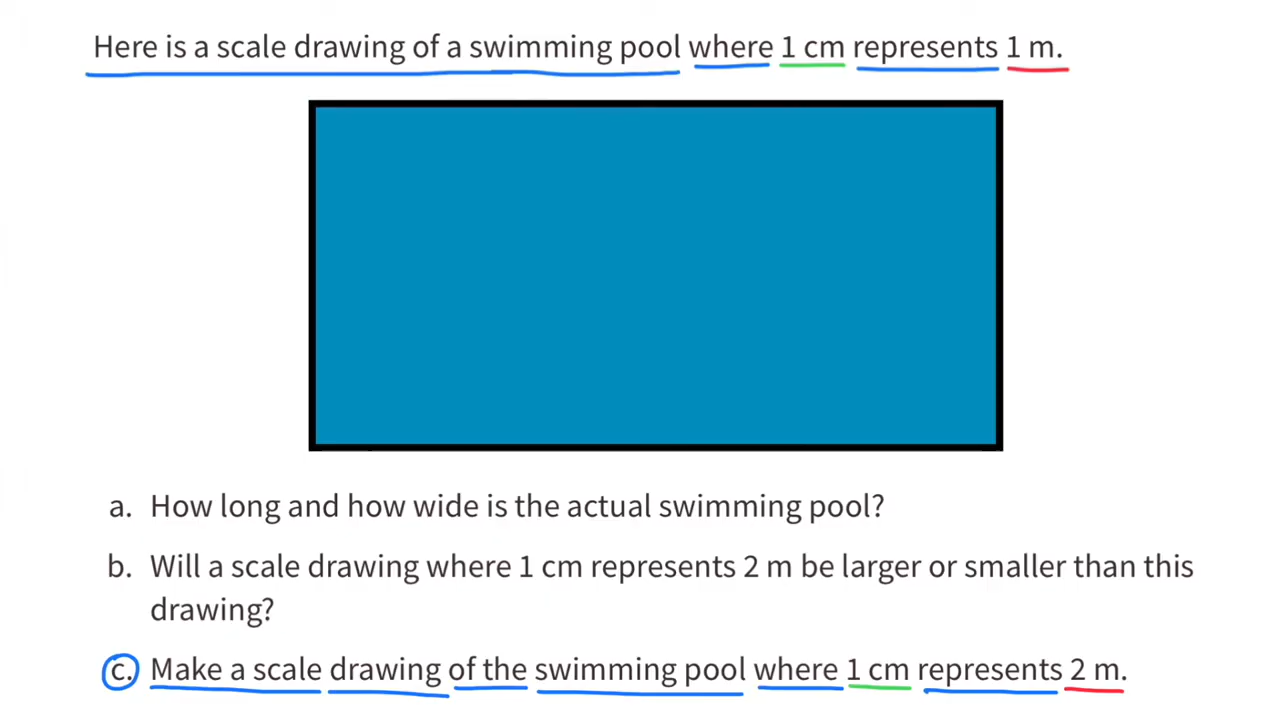 Here is a scale drawing of a swimming pool where 1 cm represents 1 m.
a. How long and how wide is the actual swimming pool?
b. Will a scale drawing where 1 cm represents 2 m be larger or smaller than this
drawing?
c. Make a scale drawing of the swimming pool where 1 cm represents 2 m.